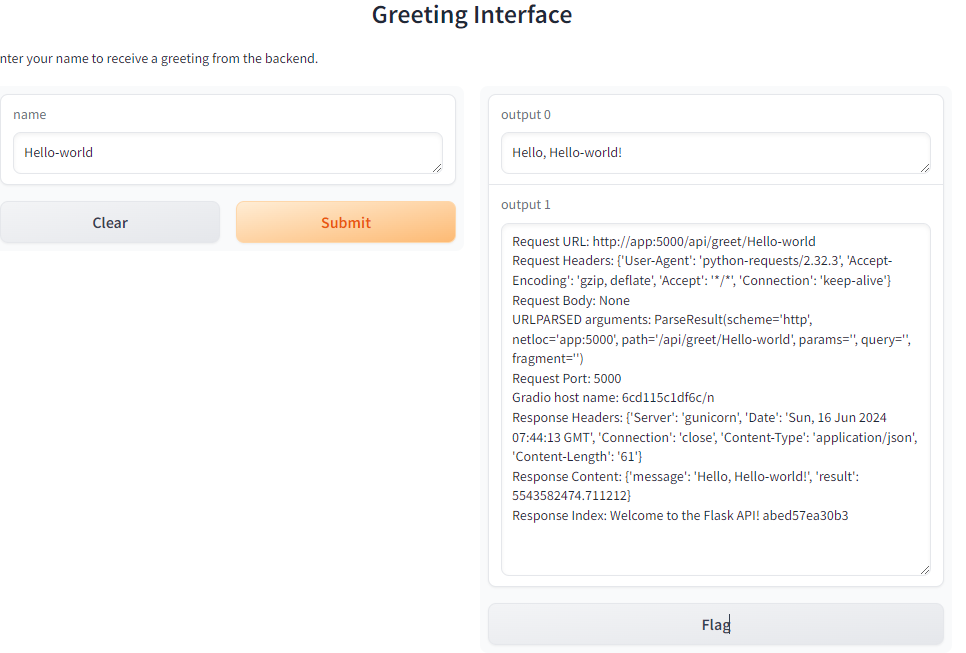 Greeting Interface
nter your name to receive a greeting from the backend.
name
Hello-world
Clear
Submit
output 0
Hello, Hello-world!
output 1
Request URL: http://app:5000/api/greet/Hello-world
Request Headers: {'User-Agent': 'python-requests/2.32.3', 'Accept-
Encoding': 'gzip, deflate', 'Accept': '*/*', 'Connection': 'keep-alive'}
Request Body: None
URLPARSED arguments: ParseResult(scheme='http',
netloc='app:5000', path='/api/greet/Hello-world', params='', query='',
fragment='')
Request Port: 5000
Gradio host name: 6cd115c1df6c/n
Response Headers: {'Server': 'gunicorn', 'Date': 'Sun, 16 Jun 2024
07:44:13 GMT', 'Connection': 'close', 'Content-Type': 'application/json',
'Content-Length': '61'}
Response Content: {'message': 'Hello, Hello-world!', 'result':
5543582474.711212}
Response Index: Welcome to the Flask API! abed57ea30b3
Flag